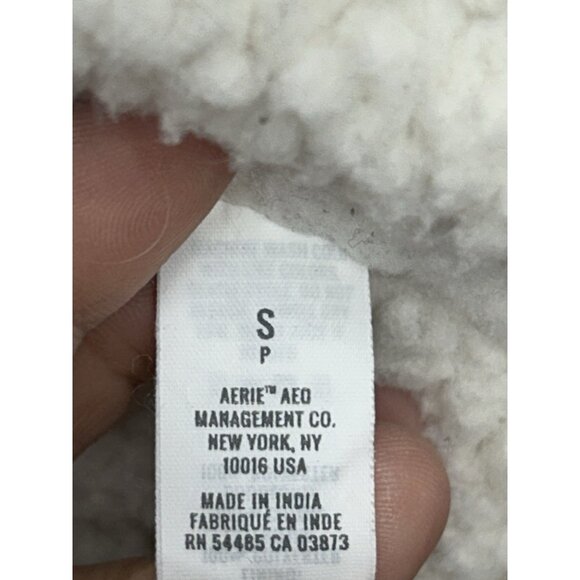 S
P
AERIE™ AEO
MANAGEMENT CO.
NEW YORK, NY
10016 USA
MADE IN INDIA
FABRIQUÉ EN INDE
RN 54485 CA 03873